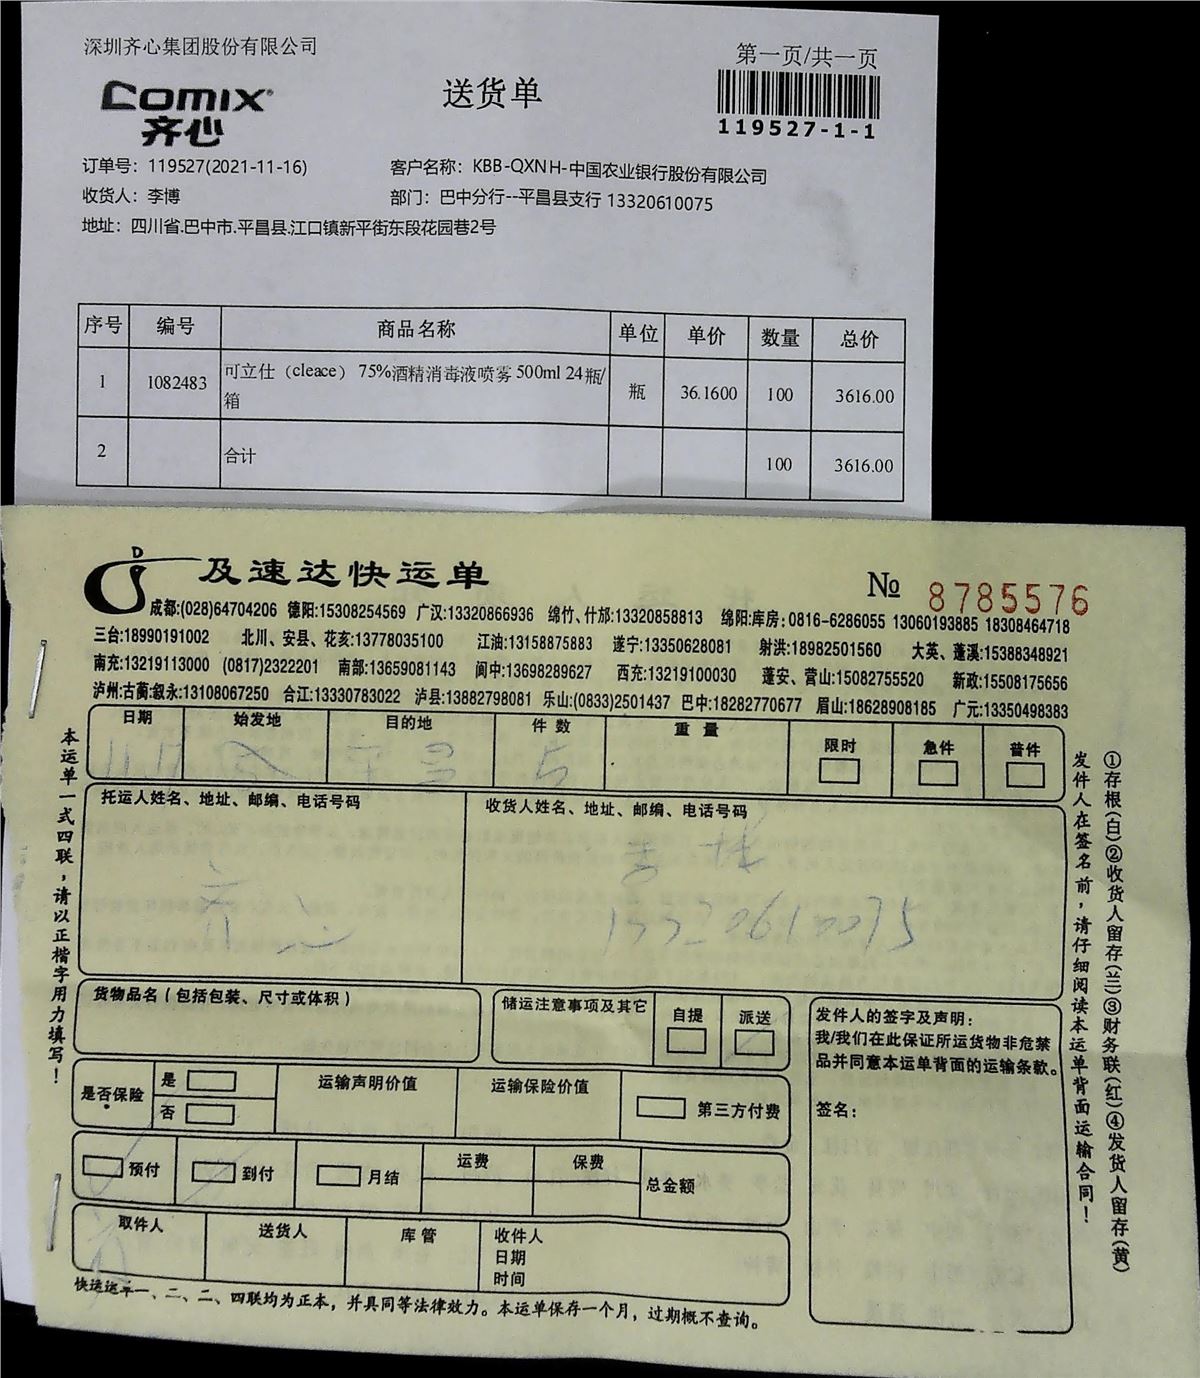 深圳齐心集团股份有限公司
第一页/共一页
Comix
齐心
送货单
119527-1-1
订单号：119527(2021-11-16)
客户名称：KBB-QXNH-中国农业银行股份有限公司
收货人：李博
部门：巴中分行--平昌县支行 13320610075
地址：四川省.巴中市.平昌县.江口镇新平街东段花园巷2号
序号 编号 商品名称 单位 单价 数量 总价
1 1082483 可立仕（cleace）75%酒精消毒液喷雾500ml 24瓶/箱 瓶 36.1600 100 3616.00
2 合计 100 3616.00
D
及速达快运单
№ 8785576
成都:(028)64704206 德阳:15308254569 广汉:13320866936 绵竹,什邡:13320858813 绵阳:库房:0816-6286055 13060193885 18308464718
三台:18990191002 北川、安县、花亥:13778035100 江油:13158875883 遂宁:13350628081 射洪:18982501560 大英、蓬溪:15388348921
南充:13219113000 (0817)2322201 南部:13659081143 阆中:13698289627 西充:13219100030 蓬安、营山:15082755520 新政:15508175656
泸州:古蔺:叙永:13108067250 合江:13330783022 泸县:13882798081 乐山:(0833)2501437 巴中:18282770677 眉山:18628908185 广元:13350498383
日期 始发地 目的地 件数 重量 限时 急件 普件
11.17 平昌 5
托运人姓名、地址、邮编、电话号码
收货人姓名、地址、邮编、电话号码
齐心
李博
13320610075
货物品名（包括包装、尺寸或体积）
储运注意事项及其它 自提 派送
发件人的签字及声明：
我/我们在此保证所运货物非危禁
品并同意本运单背面的运输条款。
签名：
是否保险 是 否 运输声明价值 运输保险价值 第三方付费
预付 到付 月结 运费 保费 总金额
取件人 送货人 库管 收件人
日期
时间
快运运单一、二、二、四联均为正本，并具同等法律效力。本运单保存一个月，过期概不查询。
本运单一式四联，请以正楷字用力填写！
发件人在签名前，请仔细阅读本运单背面运输合同！
①存根(白)②收货人留存(兰)③财务联(红)④发货人留存(黄)